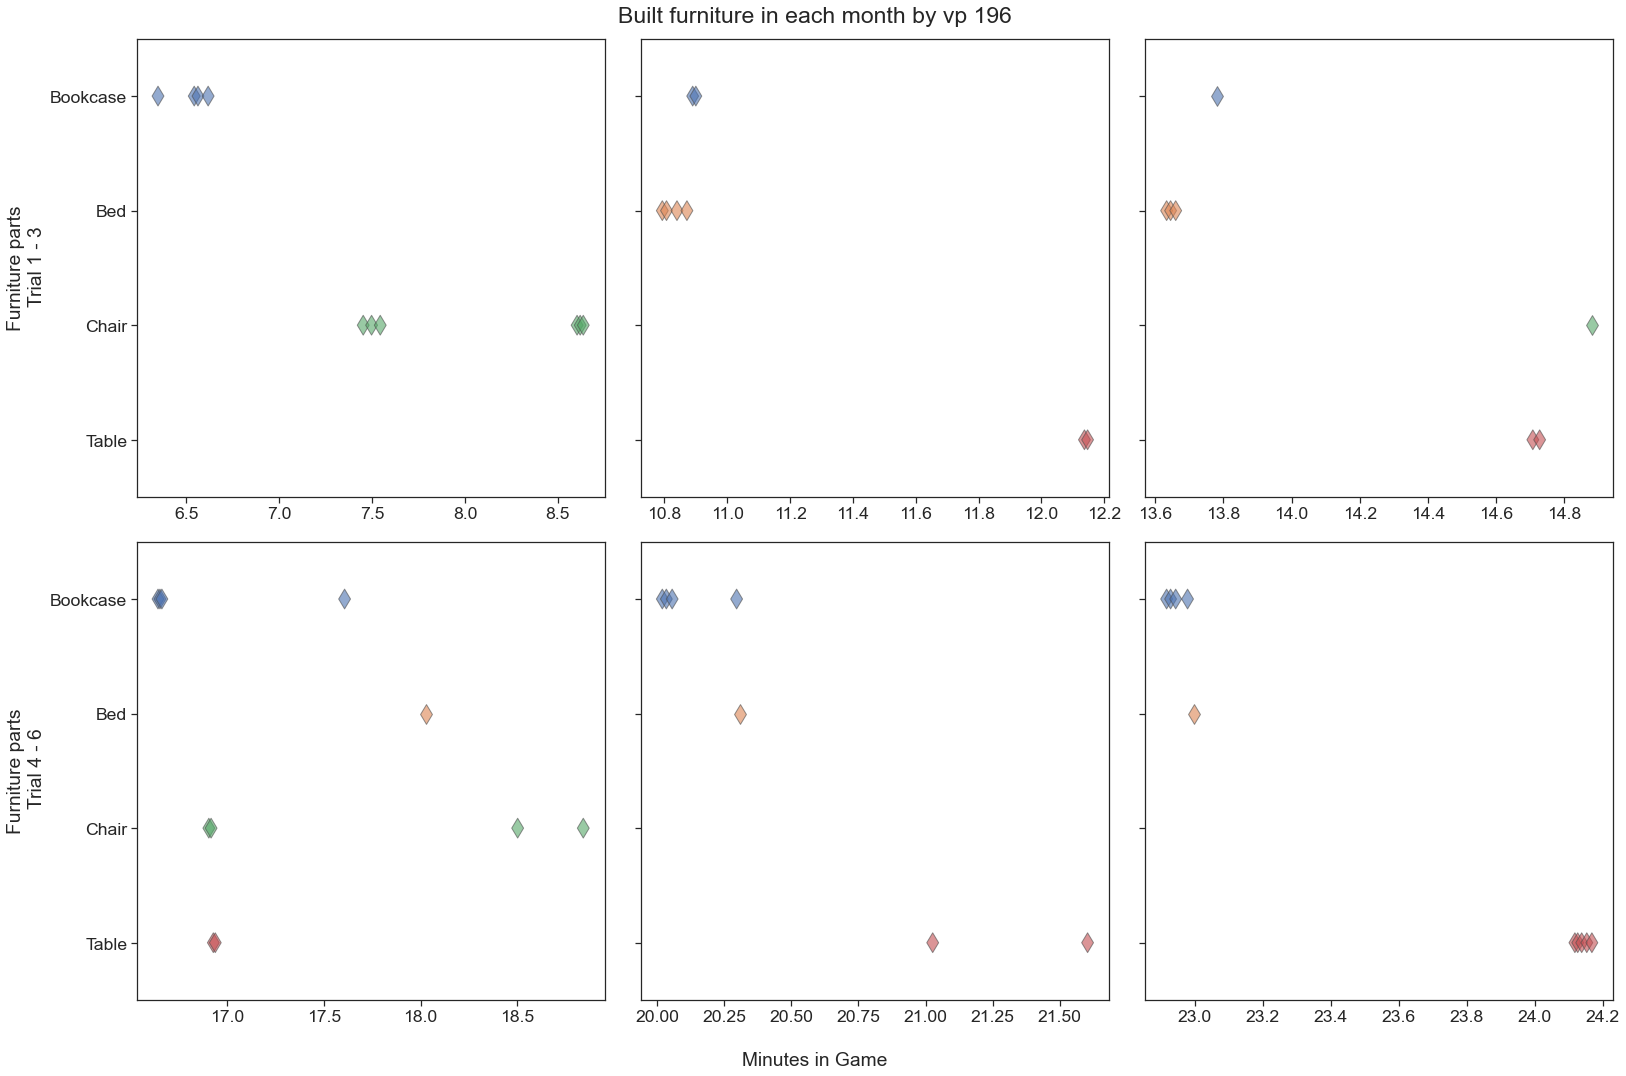 Built furniture in each month by vp 196
Furniture parts
Trial 1 - 3
Bookcase
Bed
Chair
Table
6.5 7.0 7.5 8.0 8.5
10.8 11.0 11.2 11.4 11.6 11.8 12.0 12.2
13.6 13.8 14.0 14.2 14.4 14.6 14.8
Furniture parts
Trial 4 - 6
Bookcase
Bed
Chair
Table
17.0 17.5 18.0 18.5
20.00 20.25 20.50 20.75 21.00 21.25 21.50
23.0 23.2 23.4 23.6 23.8 24.0 24.2
Minutes in Game